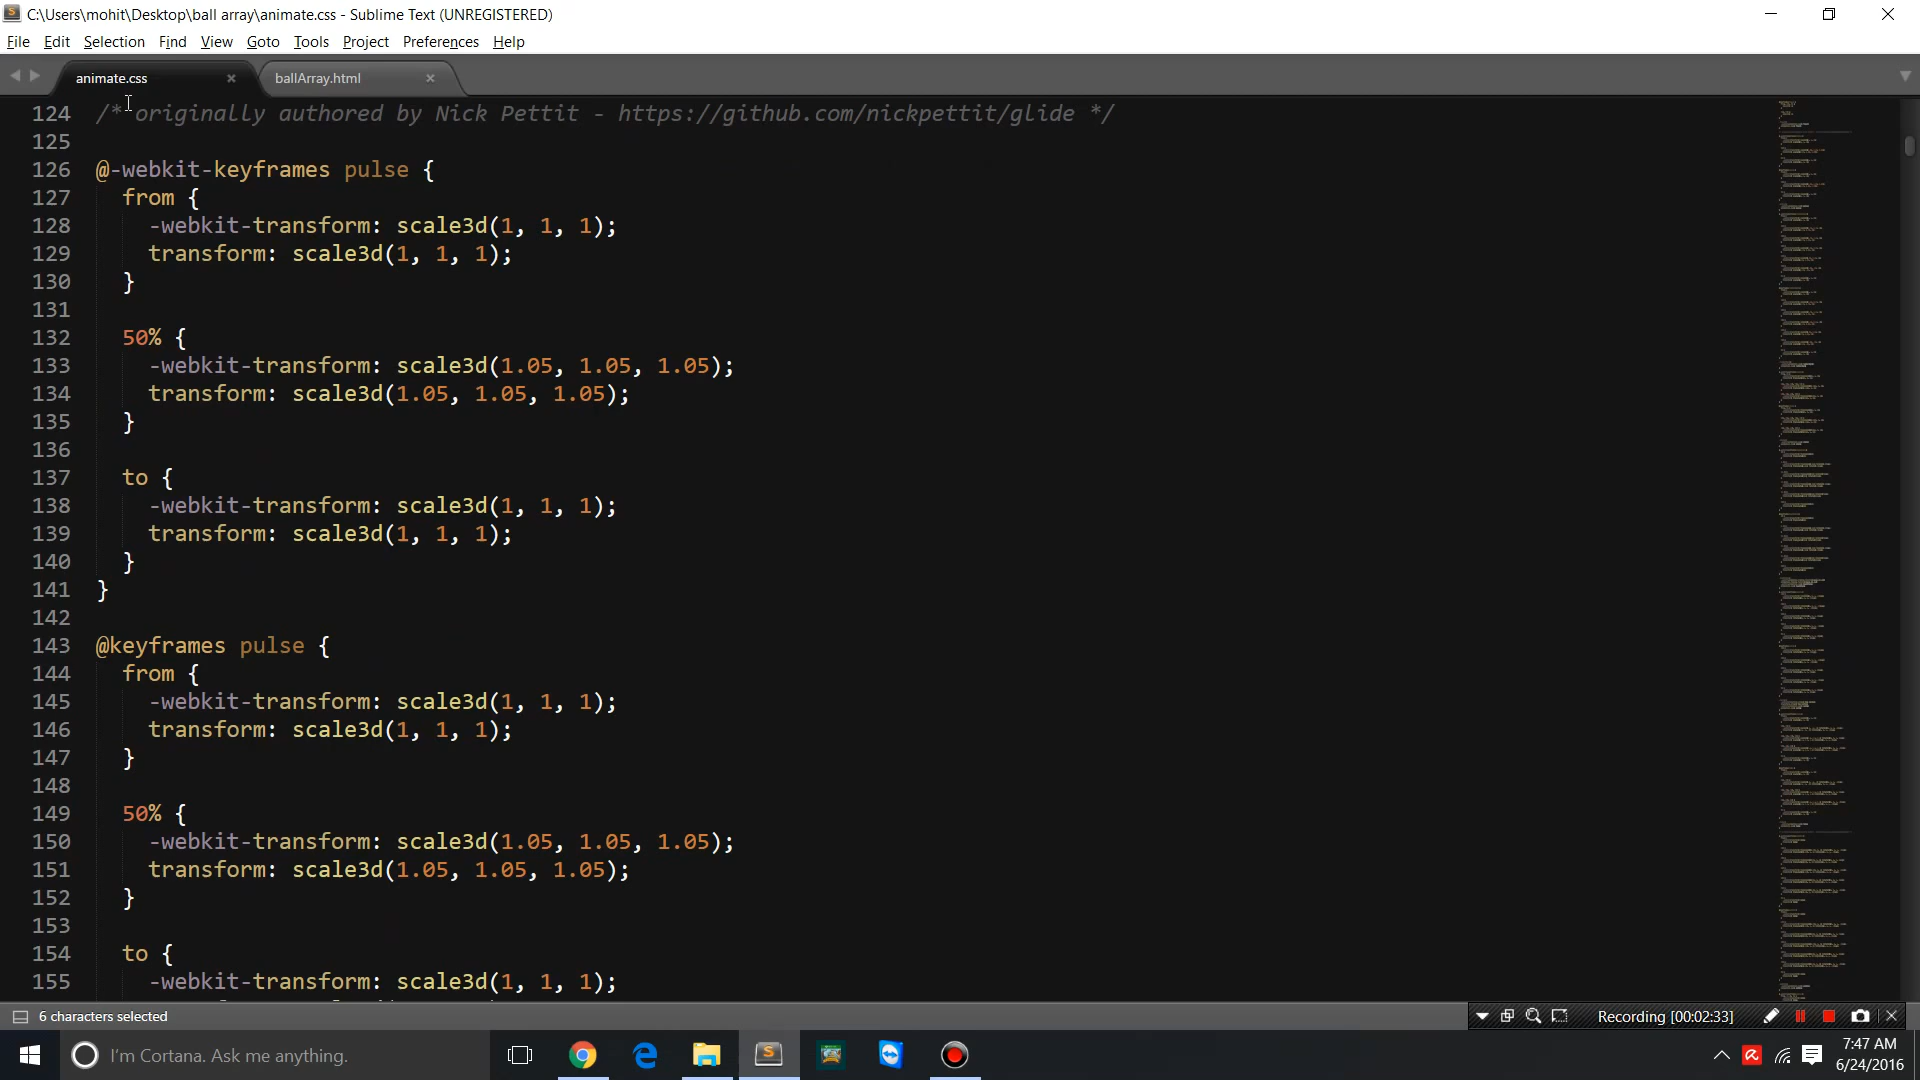 C:\Users\mohit\Desktop\ball array\animate.css - Sublime Text (UNREGISTERED)
File Edit Selection Find View Goto Tools Project Preferences Help
animate.css ballArray.html
124 /* originally authored by Nick Pettit - https://github.com/nickpettit/glide */
125
126 @-webkit-keyframes pulse {
127 from {
128 -webkit-transform: scale3d(1, 1, 1);
129 transform: scale3d(1, 1, 1);
130 }
131
132 50% {
133 -webkit-transform: scale3d(1.05, 1.05, 1.05);
134 transform: scale3d(1.05, 1.05, 1.05);
135 }
136
137 to {
138 -webkit-transform: scale3d(1, 1, 1);
139 transform: scale3d(1, 1, 1);
140 }
141 }
142
143 @keyframes pulse {
144 from {
145 -webkit-transform: scale3d(1, 1, 1);
146 transform: scale3d(1, 1, 1);
147 }
148
149 50% {
150 -webkit-transform: scale3d(1.05, 1.05, 1.05);
151 transform: scale3d(1.05, 1.05, 1.05);
152 }
153
154 to {
155 -webkit-transform: scale3d(1, 1, 1);
6 characters selected
Recording [00:02:33]
I'm Cortana. Ask me anything.
7:47 AM
6/24/2016